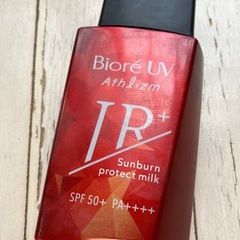 Bioré UV
Athlizm
IR+
Sunburn
protect milk
SPF 50+ PA++++